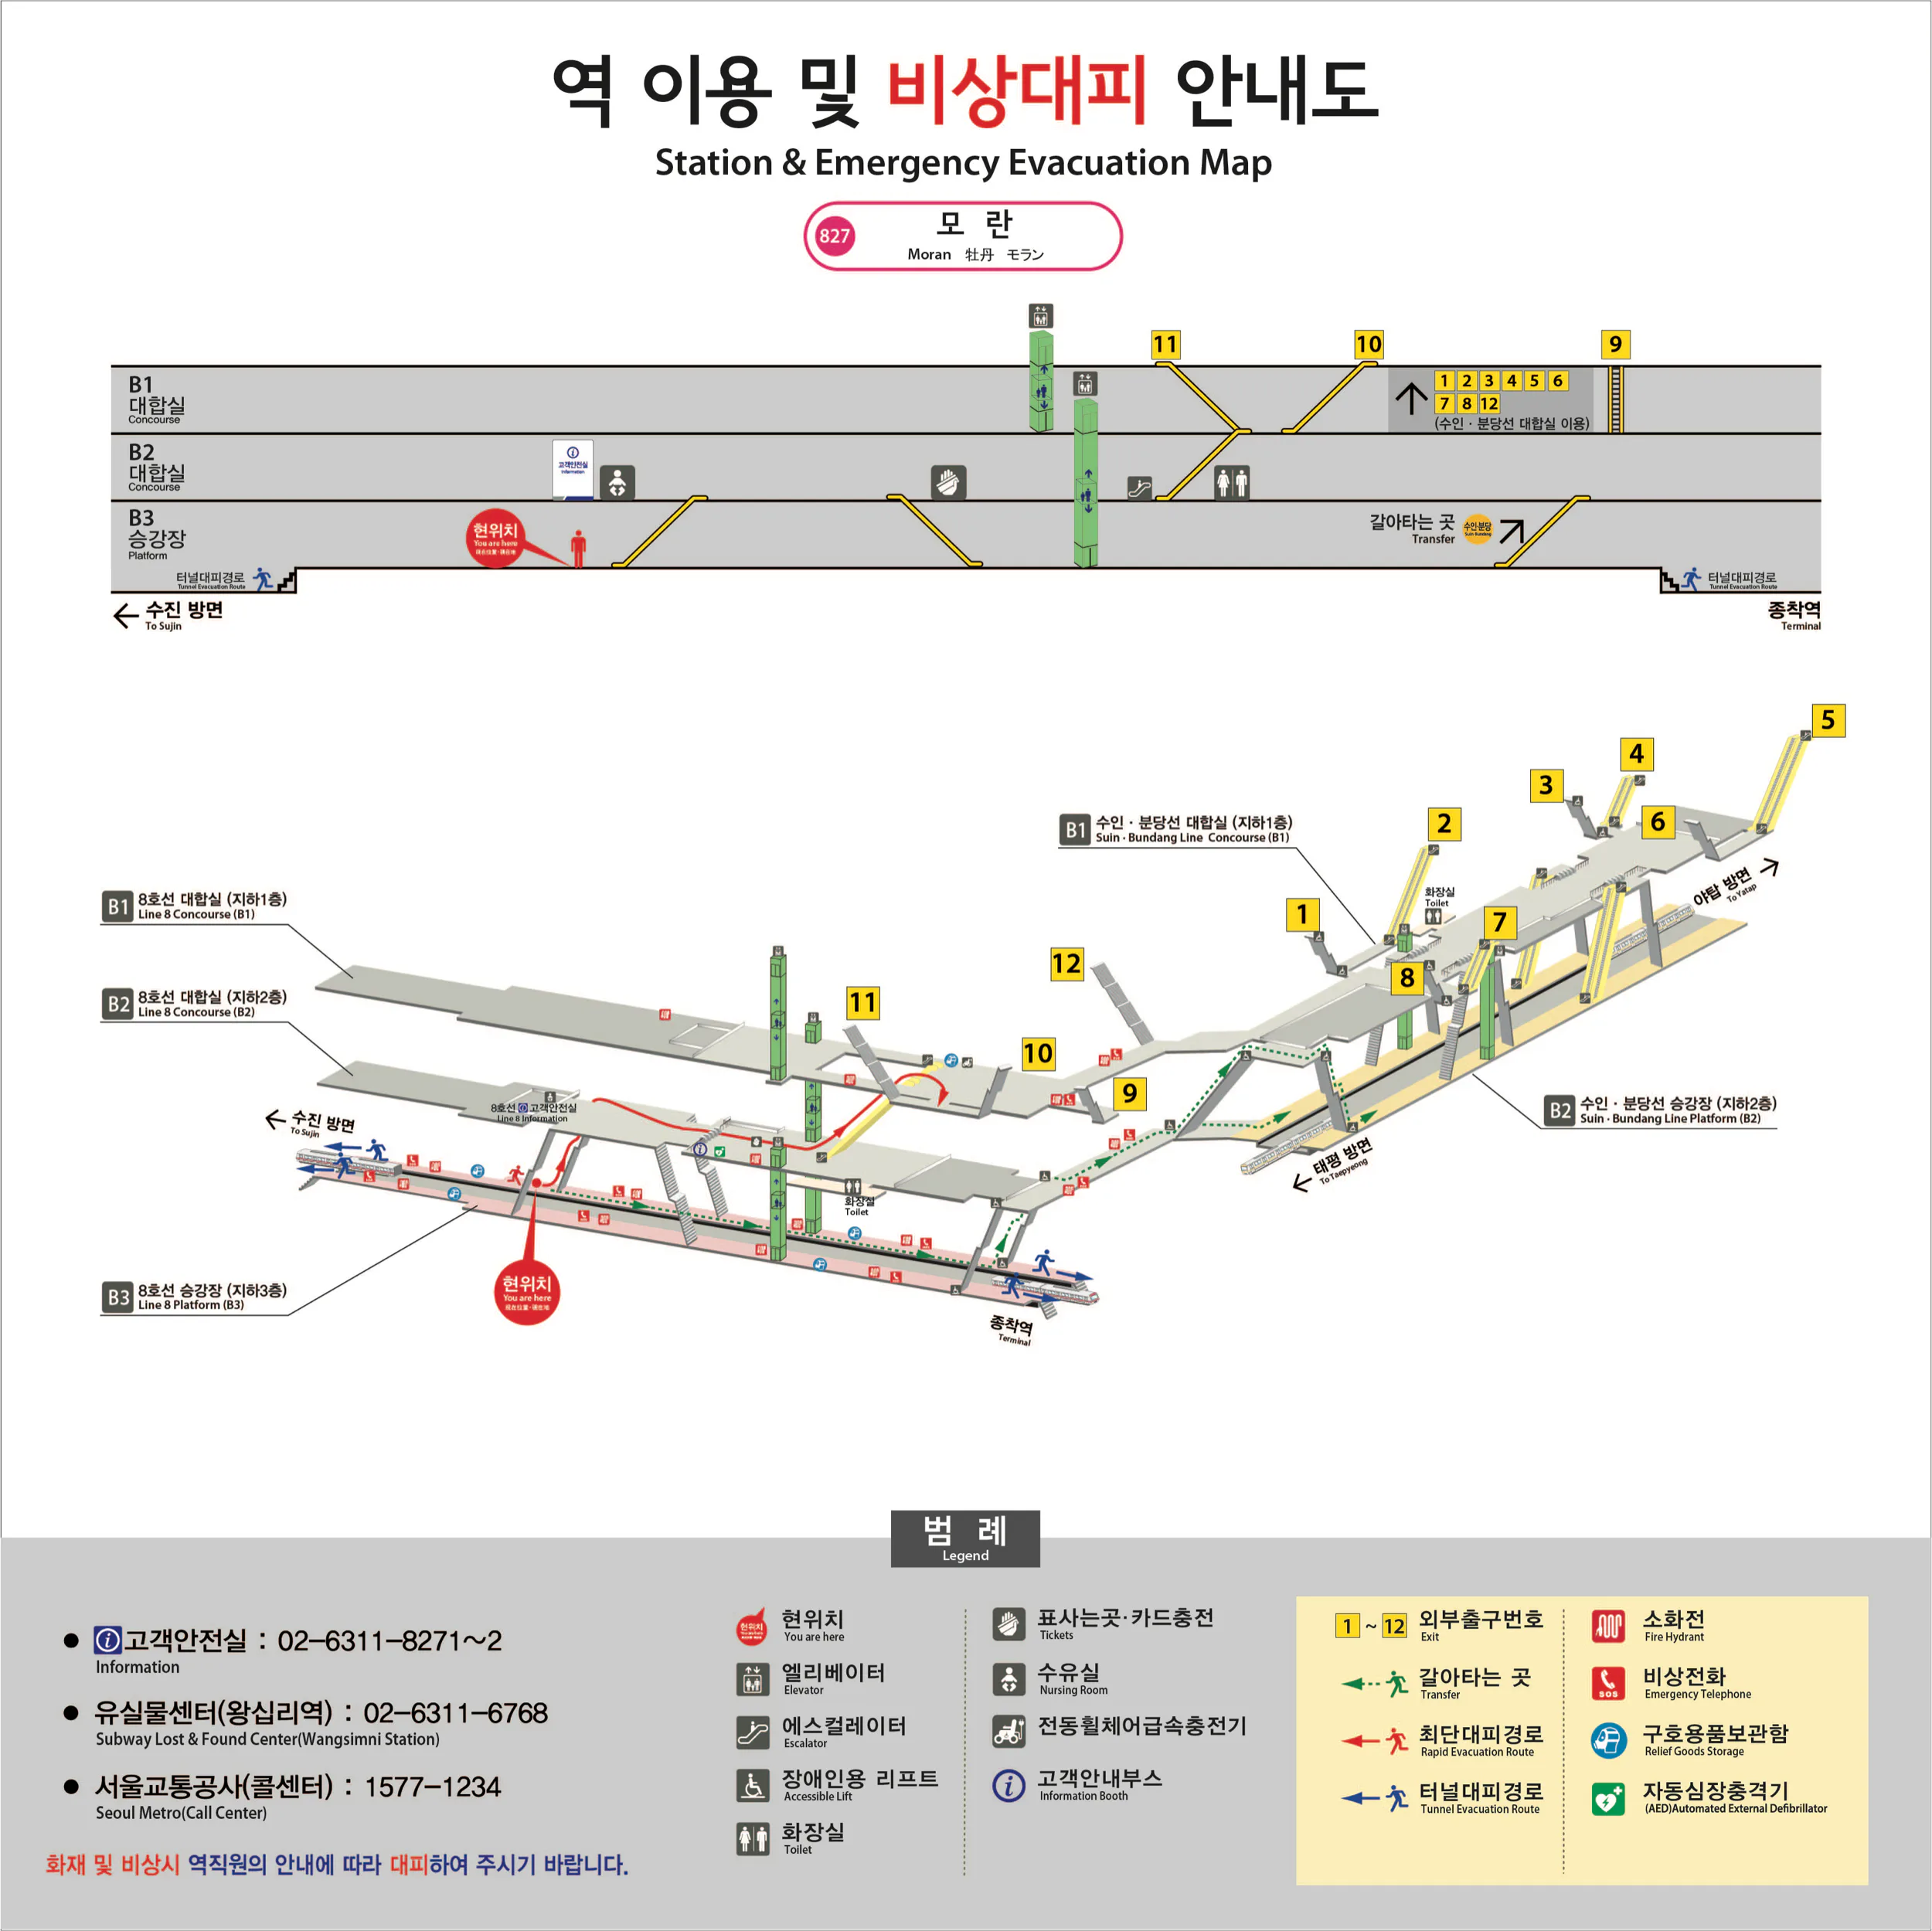 역 이용 및 비상대피 안내도
Station & Emergency Evacuation Map
827
모 란
Moran 牡丹 モラン
11
10
9
B1
대합실
Concourse
1 2 3 4 5 6
7 8 12
(수인·분당선 대합실 이용)
B2
대합실
Concourse
고객안전실
Information
B3
승강장
Platform
현위치
You are here
갈아타는 곳
Transfer
수인·분당
Suin·Bundang
터널대피경로
Tunnel Evacuation Route
터널대피경로
Tunnel Evacuation Route
← 수진 방면
To Sujin
종착역
Terminal
5
4
3
6
2
B1 수인·분당선 대합실 (지하1층)
Suin·Bundang Line Concourse (B1)
화장실
Toilet
야탑 방면
To Yatap
1
7
8
12
B1 8호선 대합실 (지하1층)
Line 8 Concourse (B1)
B2 8호선 대합실 (지하2층)
Line 8 Concourse (B2)
11
10
9
8호선 고객안전실
Line 8 Information
수진 방면
To Sujin
B2 수인·분당선 승강장 (지하2층)
Suin·Bundang Line Platform (B2)
태평 방면
To Taepyeong
화장실
Toilet
현위치
You are here
B3 8호선 승강장 (지하3층)
Line 8 Platform (B3)
종착역
Terminal
범 례
Legend
● 고객안전실 : 02-6311-8271~2
Information
● 유실물센터(왕십리역) : 02-6311-6768
Subway Lost & Found Center(Wangsimni Station)
● 서울교통공사(콜센터) : 1577-1234
Seoul Metro(Call Center)
화재 및 비상시 역직원의 안내에 따라 대피하여 주시기 바랍니다.
현위치
현위치
You are here
엘리베이터
Elevator
에스컬레이터
Escalator
장애인용 리프트
Accessible Lift
화장실
Toilet
표사는곳·카드충전
Tickets
수유실
Nursing Room
전동휠체어급속충전기
고객안내부스
Information Booth
1 ~ 12 외부출구번호
Exit
갈아타는 곳
Transfer
최단대피경로
Rapid Evacuation Route
터널대피경로
Tunnel Evacuation Route
소화전
Fire Hydrant
SOS
비상전화
Emergency Telephone
구호용품보관함
Relief Goods Storage
자동심장충격기
(AED)Automated External Defibrillator